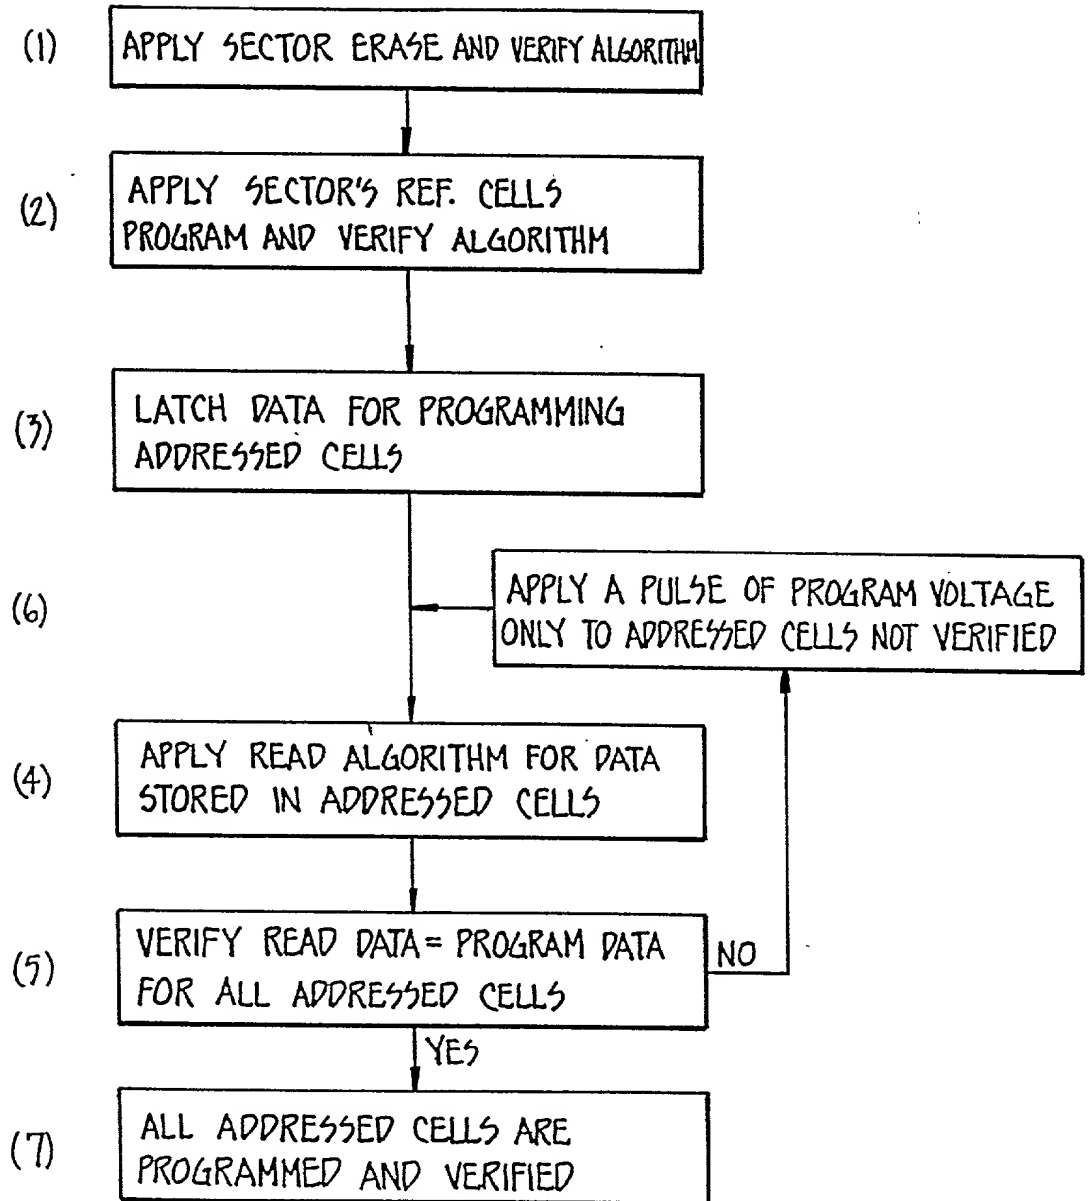 (1)
APPLY SECTOR ERASE AND VERIFY ALGORITHM
(2)
APPLY SECTOR'S REF. CELLS
PROGRAM AND VERIFY ALGORITHM
(3)
LATCH DATA FOR PROGRAMMING
ADDRESSED CELLS
(6)
APPLY A PULSE OF PROGRAM VOLTAGE
ONLY TO ADDRESSED CELLS NOT VERIFIED
(4)
APPLY READ ALGORITHM FOR DATA
STORED IN ADDRESSED CELLS
(5)
VERIFY READ DATA = PROGRAM DATA
FOR ALL ADDRESSED CELLS
NO
YES
(7)
ALL ADDRESSED CELLS ARE
PROGRAMMED AND VERIFIED